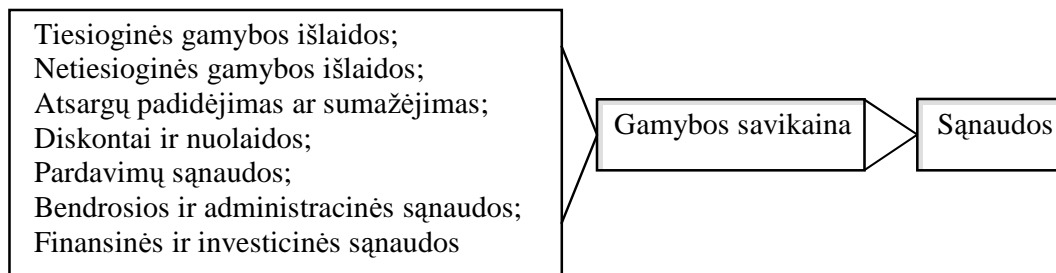 Tiesioginės gamybos išlaidos;
Netiesioginės gamybos išlaidos;
Atsargų padidėjimas ar sumažėjimas;
Diskontai ir nuolaidos;
Pardavimų sąnaudos;
Bendrosios ir administracinės sąnaudos;
Finansinės ir investicinės sąnaudos
Gamybos savikaina
Sąnaudos